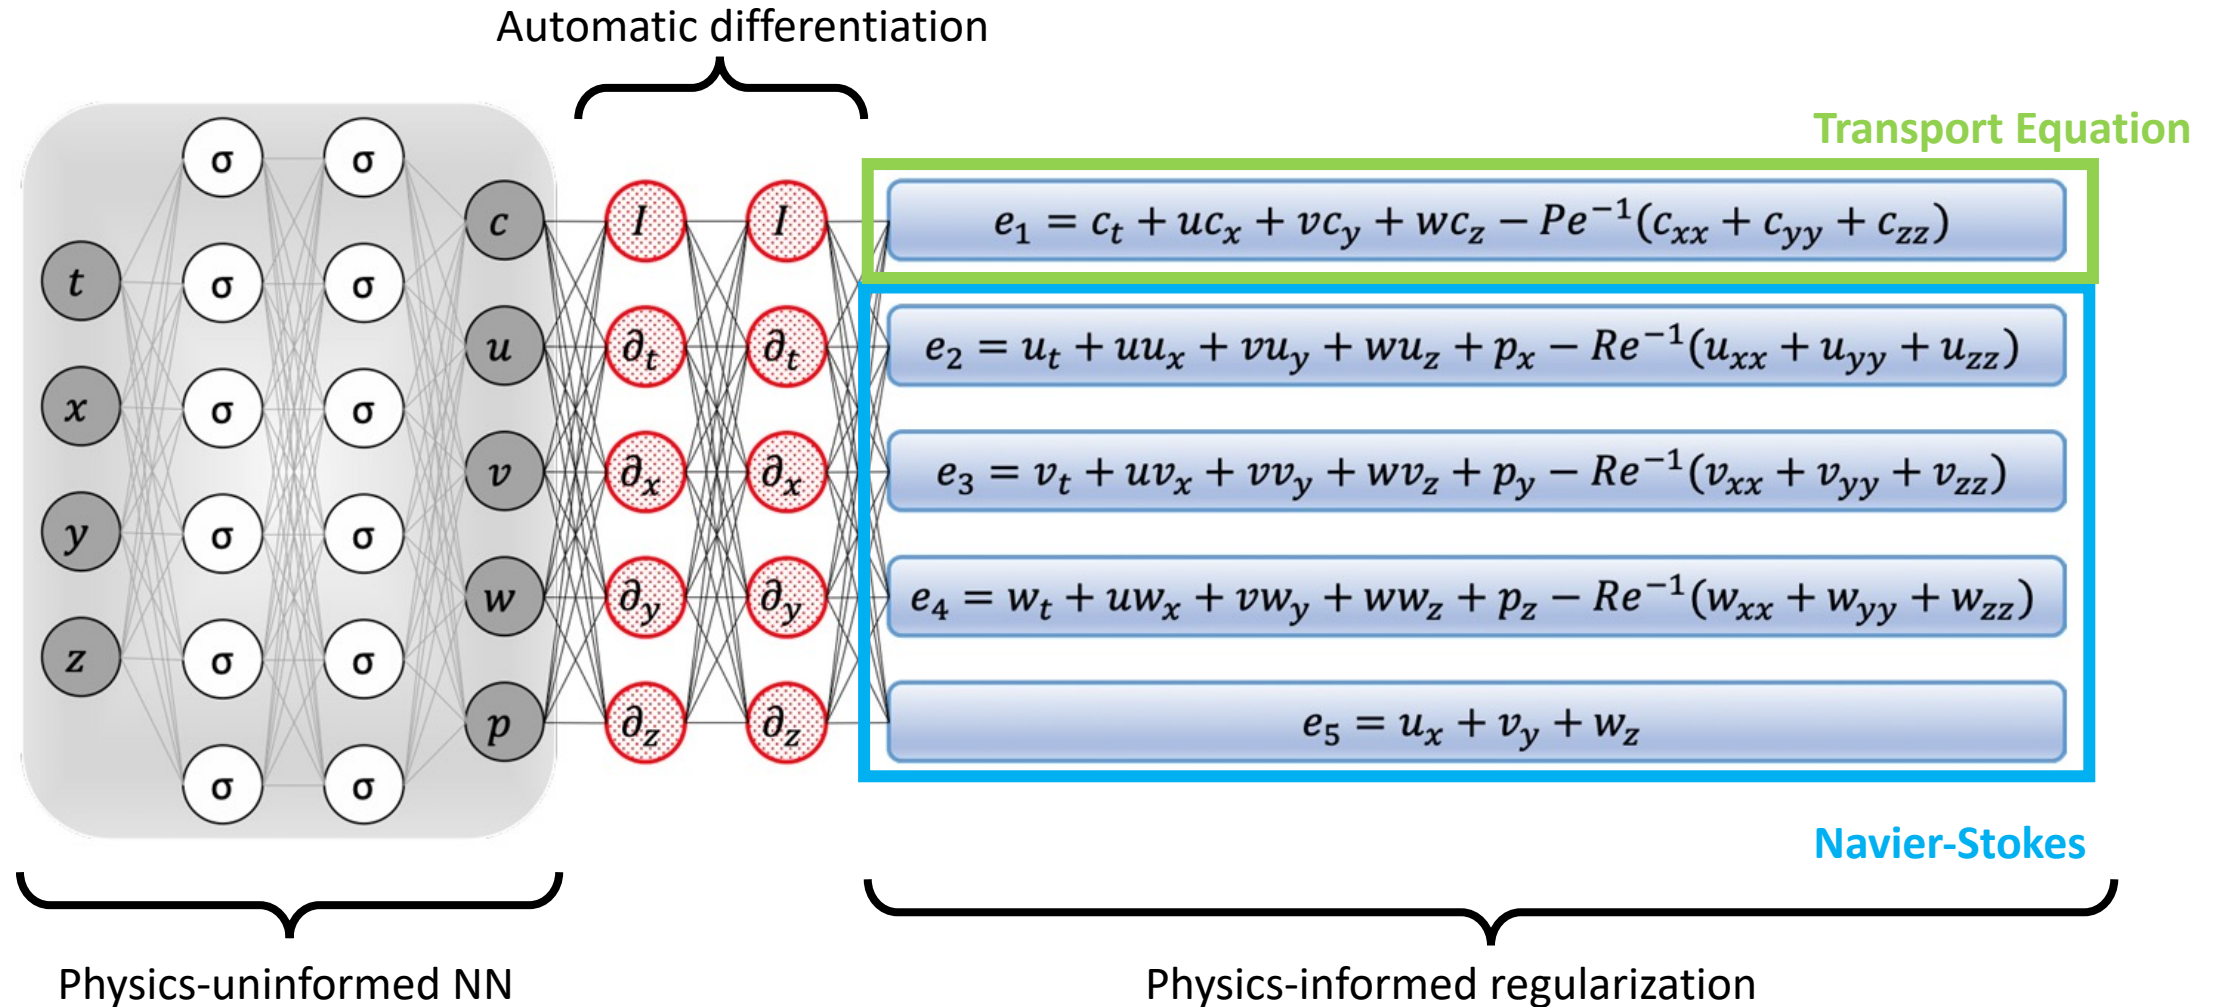 Automatic differentiation
Transport Equation
σ σ
c I I e₁ = cₜ + ucₓ + vc_y + wc_z − Pe⁻¹(cₓₓ + c_yy + c_zz)
t σ σ
u ∂ₜ ∂ₜ e₂ = uₜ + uuₓ + vu_y + wu_z + pₓ − Re⁻¹(uₓₓ + u_yy + u_zz)
x σ σ
v ∂ₓ ∂ₓ e₃ = vₜ + uvₓ + vv_y + wv_z + p_y − Re⁻¹(vₓₓ + v_yy + v_zz)
y σ σ
w ∂_y ∂_y e₄ = wₜ + uwₓ + vw_y + ww_z + p_z − Re⁻¹(wₓₓ + w_yy + w_zz)
z σ σ
p ∂_z ∂_z e₅ = uₓ + v_y + w_z
σ σ
Navier-Stokes
Physics-uninformed NN
Physics-informed regularization